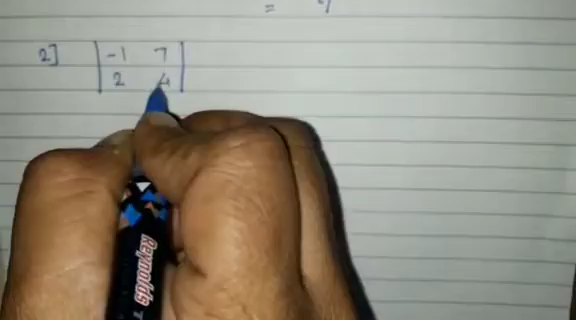 =
2] | -1 7 |
| 2 4 |
Reynolds